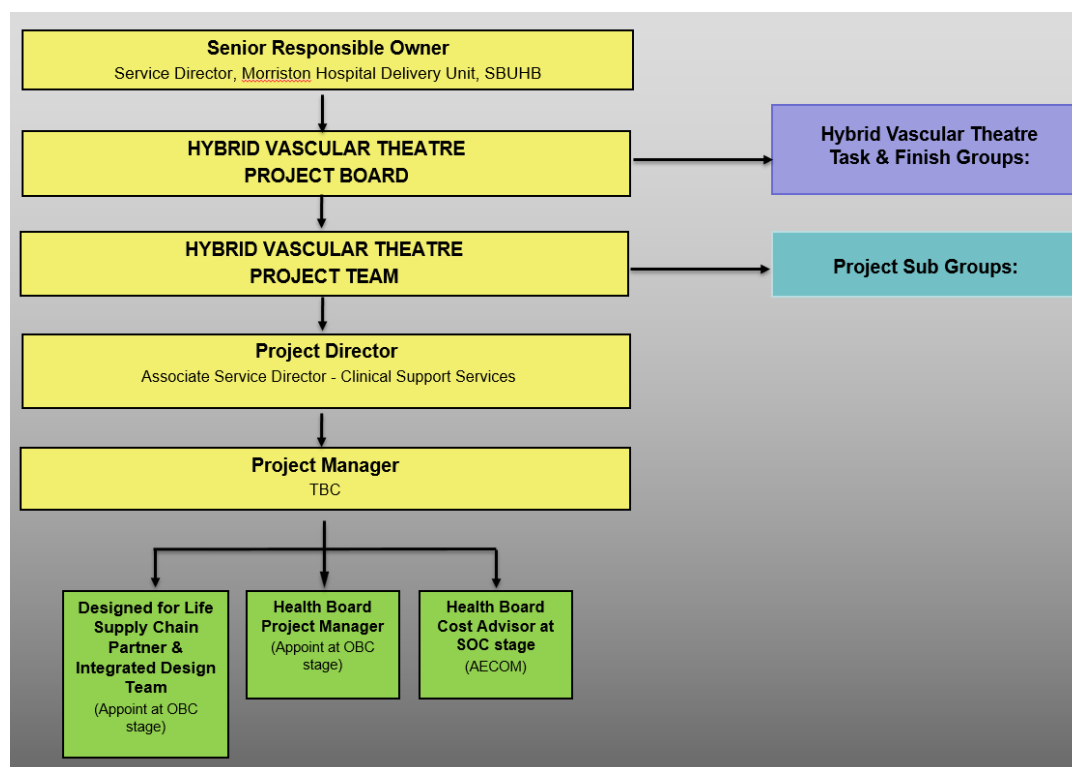 Senior Responsible Owner
Service Director, Morriston Hospital Delivery Unit, SBUHB
HYBRID VASCULAR THEATRE
PROJECT BOARD
Hybrid Vascular Theatre
Task & Finish Groups:
HYBRID VASCULAR THEATRE
PROJECT TEAM
Project Sub Groups:
Project Director
Associate Service Director - Clinical Support Services
Project Manager
TBC
Designed for Life
Supply Chain
Partner &
Integrated Design
Team
(Appoint at OBC
stage)
Health Board
Project Manager
(Appoint at OBC
stage)
Health Board
Cost Advisor at
SOC stage
(AECOM)